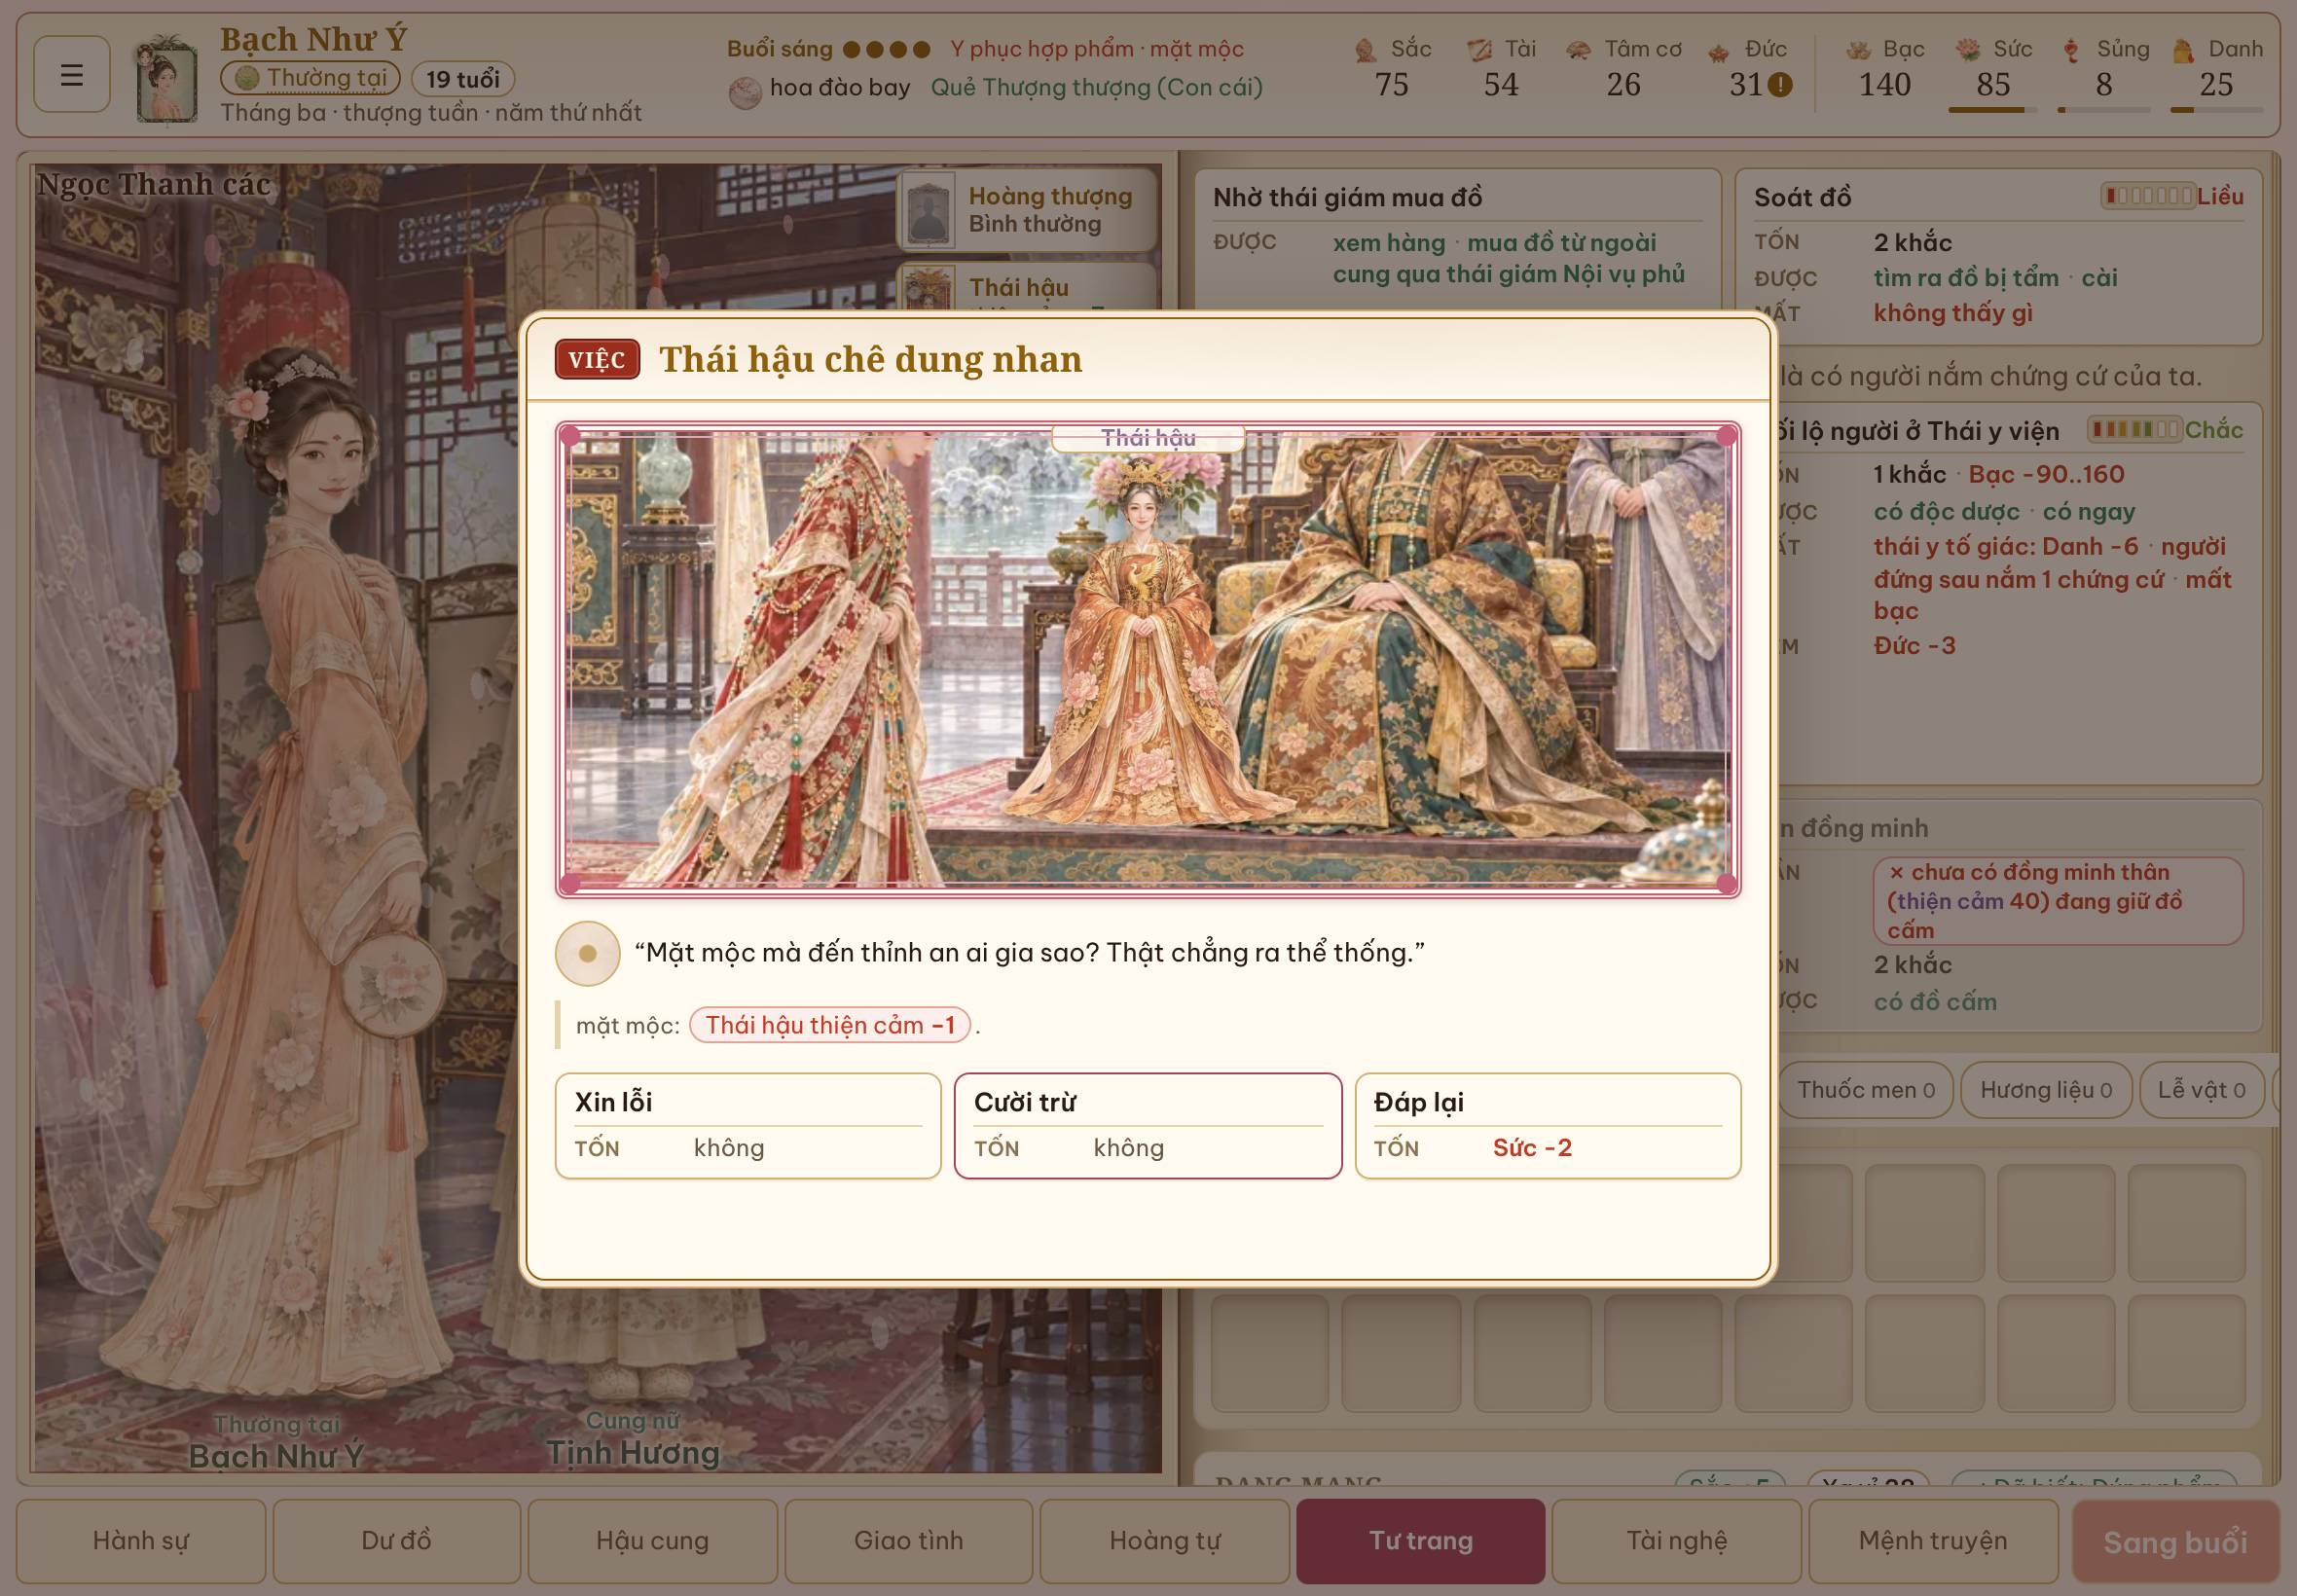 Bạch Như Ý
Thường tại
19 tuổi
Tháng ba · thượng tuần · năm thứ nhất
Buổi sáng
Y phục hợp phẩm · mặt mộc
hoa đào bay
Quẻ Thượng thượng (Con cái)
Sắc
75
Tài
54
Tâm cơ
26
Đức
31
!
Bạc
140
Sức
85
Sủng
8
Danh
25
Ngọc Thanh các
Hoàng thượng
Bình thường
Thái hậu
Nhờ thái giám mua đồ
ĐƯỢC xem hàng · mua đồ từ ngoài
cung qua thái giám Nội vụ phủ
Soát đồ
Liều
TỐN 2 khắc
ĐƯỢC tìm ra đồ bị tẩm · cài
MẤT không thấy gì
là có người nắm chứng cứ của ta.
VIỆC
Thái hậu chê dung nhan
Thái hậu
“Mặt mộc mà đến thỉnh an ai gia sao? Thật chẳng ra thể thống.”
mặt mộc: Thái hậu thiện cảm −1 .
Xin lỗi
TỐN không
Cười trừ
TỐN không
Đáp lại
TỐN Sức -2
người ở Thái y viện
Chắc
1 khắc · Bạc -90..160
có độc dược · có ngay
thái y tố giác: Danh -6 · người
đứng sau nắm 1 chứng cứ · mất
bạc
Đức -3
đồng minh
× chưa có đồng minh thân
(thiện cảm 40) đang giữ đồ
cấm
2 khắc
có đồ cấm
Thuốc men 0
Hương liệu 0
Lễ vật 0
Thường tại
Bạch Như Ý
Cung nữ
Tịnh Hương
Hành sự
Dư đồ
Hậu cung
Giao tình
Hoàng tự
Tư trang
Tài nghệ
Mệnh truyện
Sang buổi